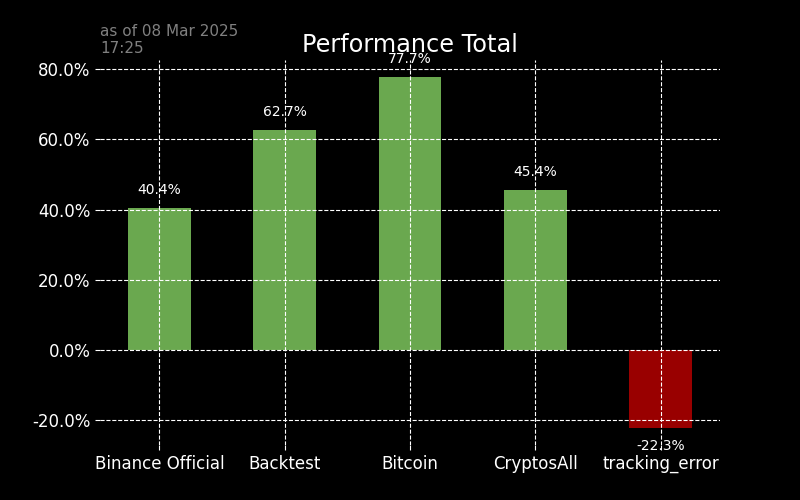 as of 08 Mar 2025
17:25
Performance Total
80.0%
60.0%
40.0%
20.0%
0.0%
-20.0%
40.4%
62.7%
77.7%
45.4%
-22.3%
Binance Official
Backtest
Bitcoin
CryptosAll
tracking_error